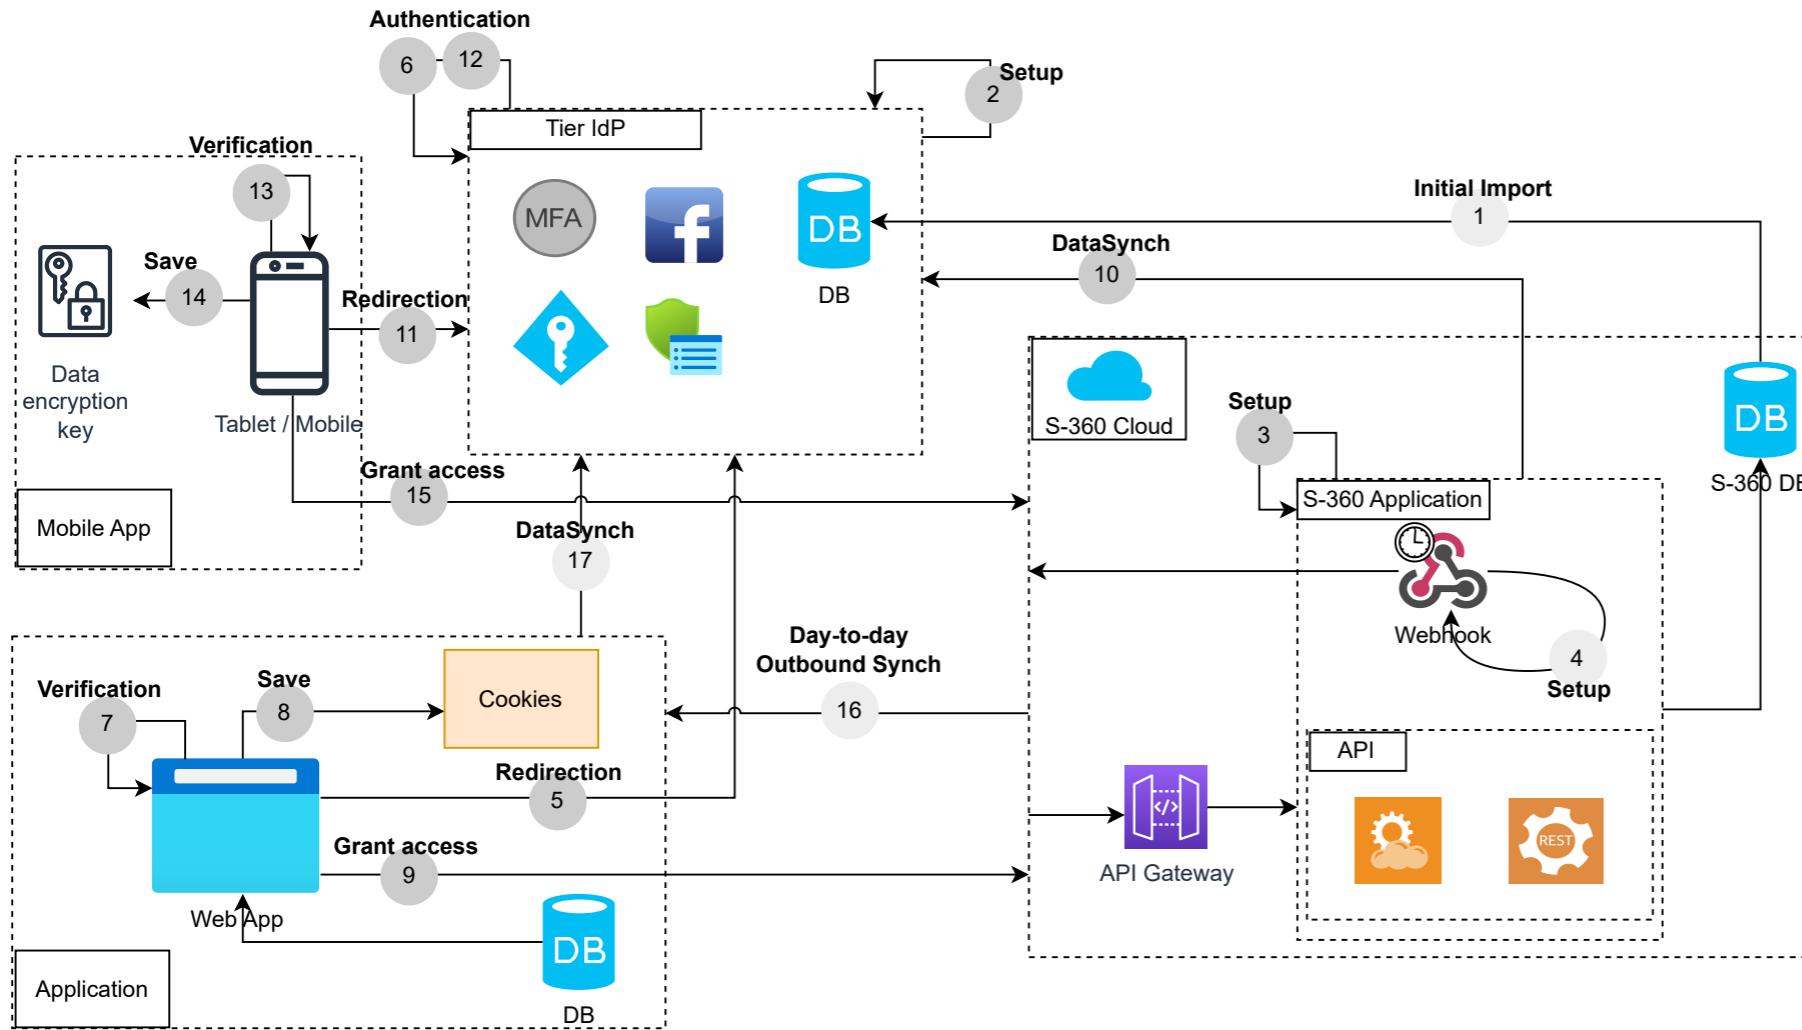 Authentication
6
12
Setup
2
Tier IdP
Verification
13
MFA
DB
DB
Initial Import
1
DataSynch
10
Save
14
Redirection
11
Data
encryption
key
Tablet / Mobile
S-360 Cloud
Setup
3
DB
S-360 DB
Grant access
15
Mobile App
S-360 Application
DataSynch
17
Webhook
4
Setup
Day-to-day
Outbound Synch
16
Verification
7
Save
8
Cookies
Redirection
5
API
</>
REST
API Gateway
Grant access
9
Web App
DB
DB
Application